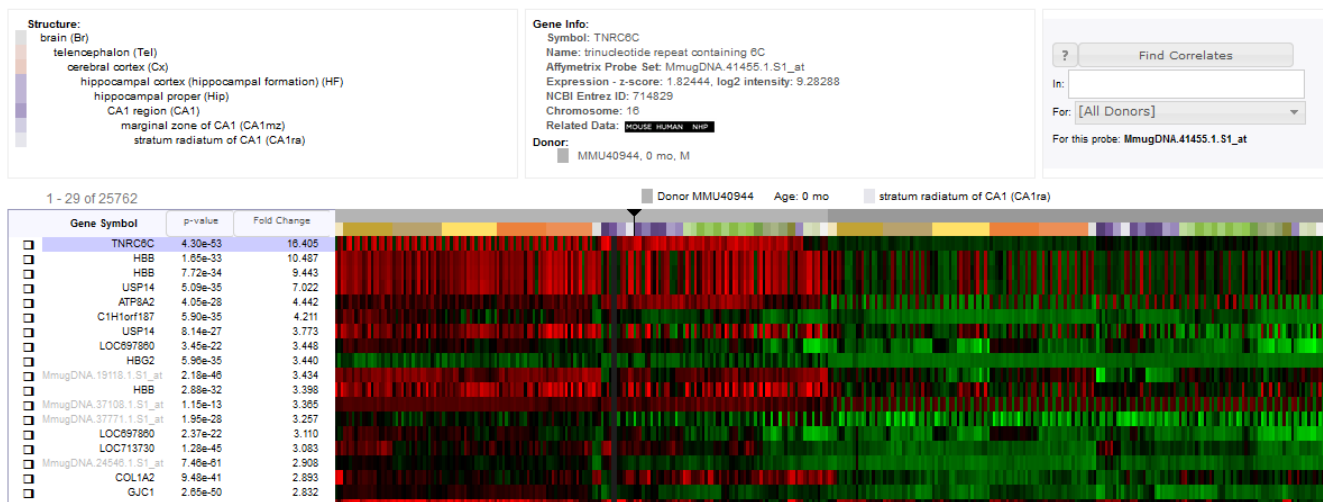 Structure:
brain (Br)
telencephalon (Tel)
cerebral cortex (Cx)
hippocampal cortex (hippocampal formation) (HF)
hippocampal proper (Hip)
CA1 region (CA1)
marginal zone of CA1 (CA1mz)
stratum radiatum of CA1 (CA1ra)
Gene Info:
Symbol: TNRC6C
Name: trinucleotide repeat containing 6C
Affymetrix Probe Set: MmugDNA.41455.1.S1_at
Expression - z-score: 1.82444, log2 intensity: 9.28288
NCBI Entrez ID: 714829
Chromosome: 16
Related Data: MOUSE HUMAN NHP
Donor:
MMU40944, 0 mo, M
? Find Correlates
In:
For: [All Donors]
For this probe: MmugDNA.41455.1.S1_at
1 - 29 of 25762
Donor MMU40944 Age: 0 mo stratum radiatum of CA1 (CA1ra)
Gene Symbol p-value Fold Change
TNRC6C 4.30e-53 16.405
HBB 1.65e-33 10.487
HBB 7.72e-34 9.443
USP14 5.09e-35 7.022
ATP8A2 4.05e-28 4.442
C1H1orf187 5.90e-35 4.211
USP14 8.14e-27 3.773
LOC697860 3.45e-22 3.448
HBG2 5.96e-35 3.440
MmugDNA.19118.1.S1_at 2.18e-46 3.434
HBB 2.88e-32 3.398
MmugDNA.37108.1.S1_at 1.15e-13 3.365
MmugDNA.37771.1.S1_at 1.95e-28 3.257
LOC697860 2.37e-22 3.110
LOC713730 1.28e-45 3.083
MmugDNA.24546.1.S1_at 7.46e-61 2.908
COL1A2 9.48e-41 2.893
GJC1 2.65e-50 2.832